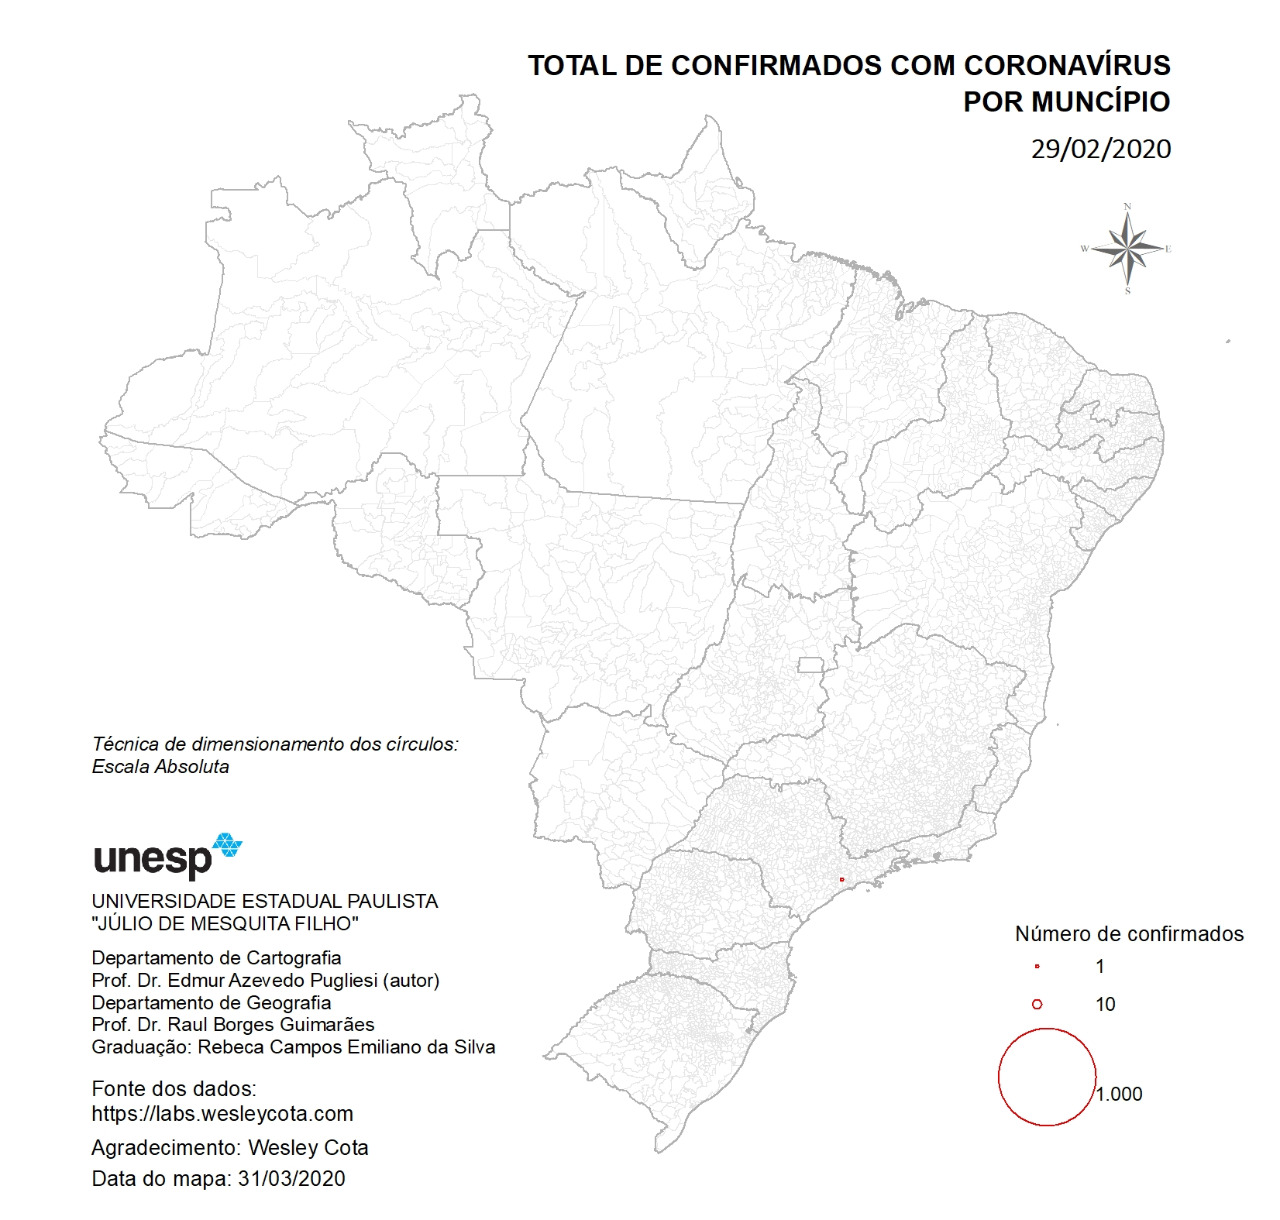 TOTAL DE CONFIRMADOS COM CORONAVÍRUS
POR MUNCÍPIO
29/02/2020
N
W
E
S
Técnica de dimensionamento dos círculos:
Escala Absoluta
unesp
UNIVERSIDADE ESTADUAL PAULISTA
"JÚLIO DE MESQUITA FILHO"
Departamento de Cartografia
Prof. Dr. Edmur Azevedo Pugliesi (autor)
Departamento de Geografia
Prof. Dr. Raul Borges Guimarães
Graduação: Rebeca Campos Emiliano da Silva
Fonte dos dados:
https://labs.wesleycota.com
Agradecimento: Wesley Cota
Data do mapa: 31/03/2020
Número de confirmados
1
10
1.000